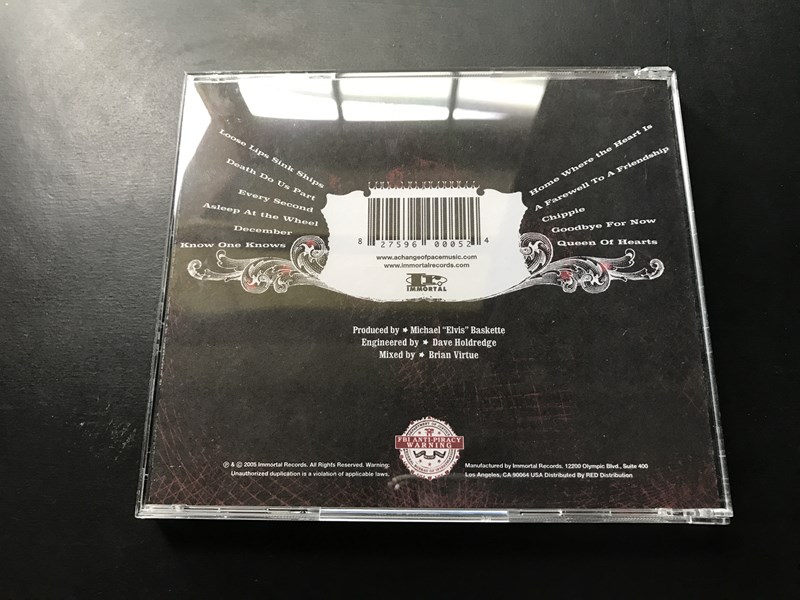 Loose Lips Sink Ships
Death Do Us Part
Every Second
Asleep At the Wheel
December
Know One Knows
Home Where the Heart Is
A Farewell To A Friendship
Chippie
Goodbye For Now
Queen Of Hearts
8 27596 00052 4
www.achangeofpacemusic.com
www.immortalrecords.com
IMMORTAL
Produced by ★ Michael "Elvis" Baskette
Engineered by ★ Dave Holdredge
Mixed by ★ Brian Virtue
FBI ANTI-PIRACY
WARNING
℗ & © 2005 Immortal Records. All Rights Reserved. Warning:
Unauthorized duplication is a violation of applicable laws.
Manufactured by Immortal Records. 12200 Olympic Blvd., Suite 400
Los Angeles, CA 90064 USA Distributed By RED Distribution